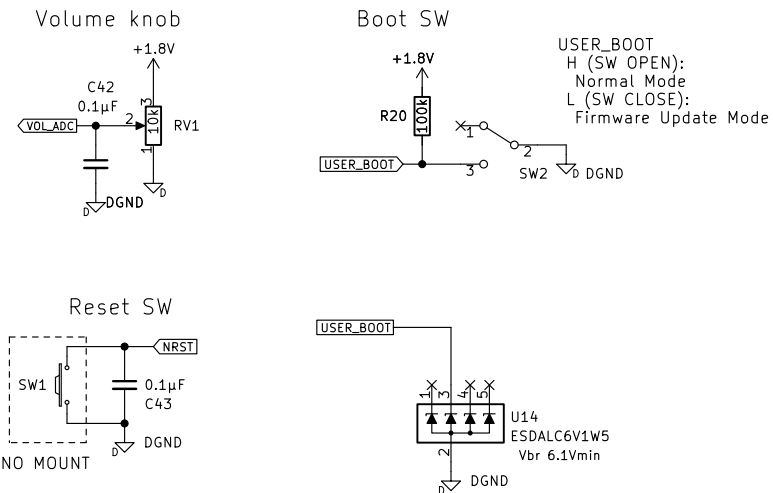 Volume knob
+1.8V
C42
0.1µF
VOL_ADC
2
3
10k
1
RV1
D
D
DGND
Boot SW
+1.8V
R20
100k
USER_BOOT
1
2
3
SW2
D
DGND
USER_BOOT
H (SW OPEN):
Normal Mode
L (SW CLOSE):
Firmware Update Mode
Reset SW
NRST
SW1
0.1µF
C43
D
DGND
NO MOUNT
USER_BOOT
1
3
4
5
U14
ESDALC6V1W5
Vbr 6.1Vmin
2
D
DGND